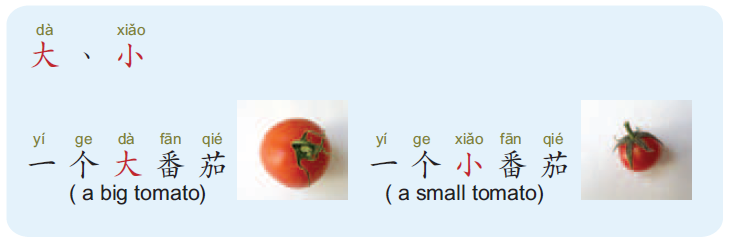 dà xiǎo
大、小
yí ge dà fān qié yí ge xiǎo fān qié
一个大番茄 一个小番茄
( a big tomato) ( a small tomato)